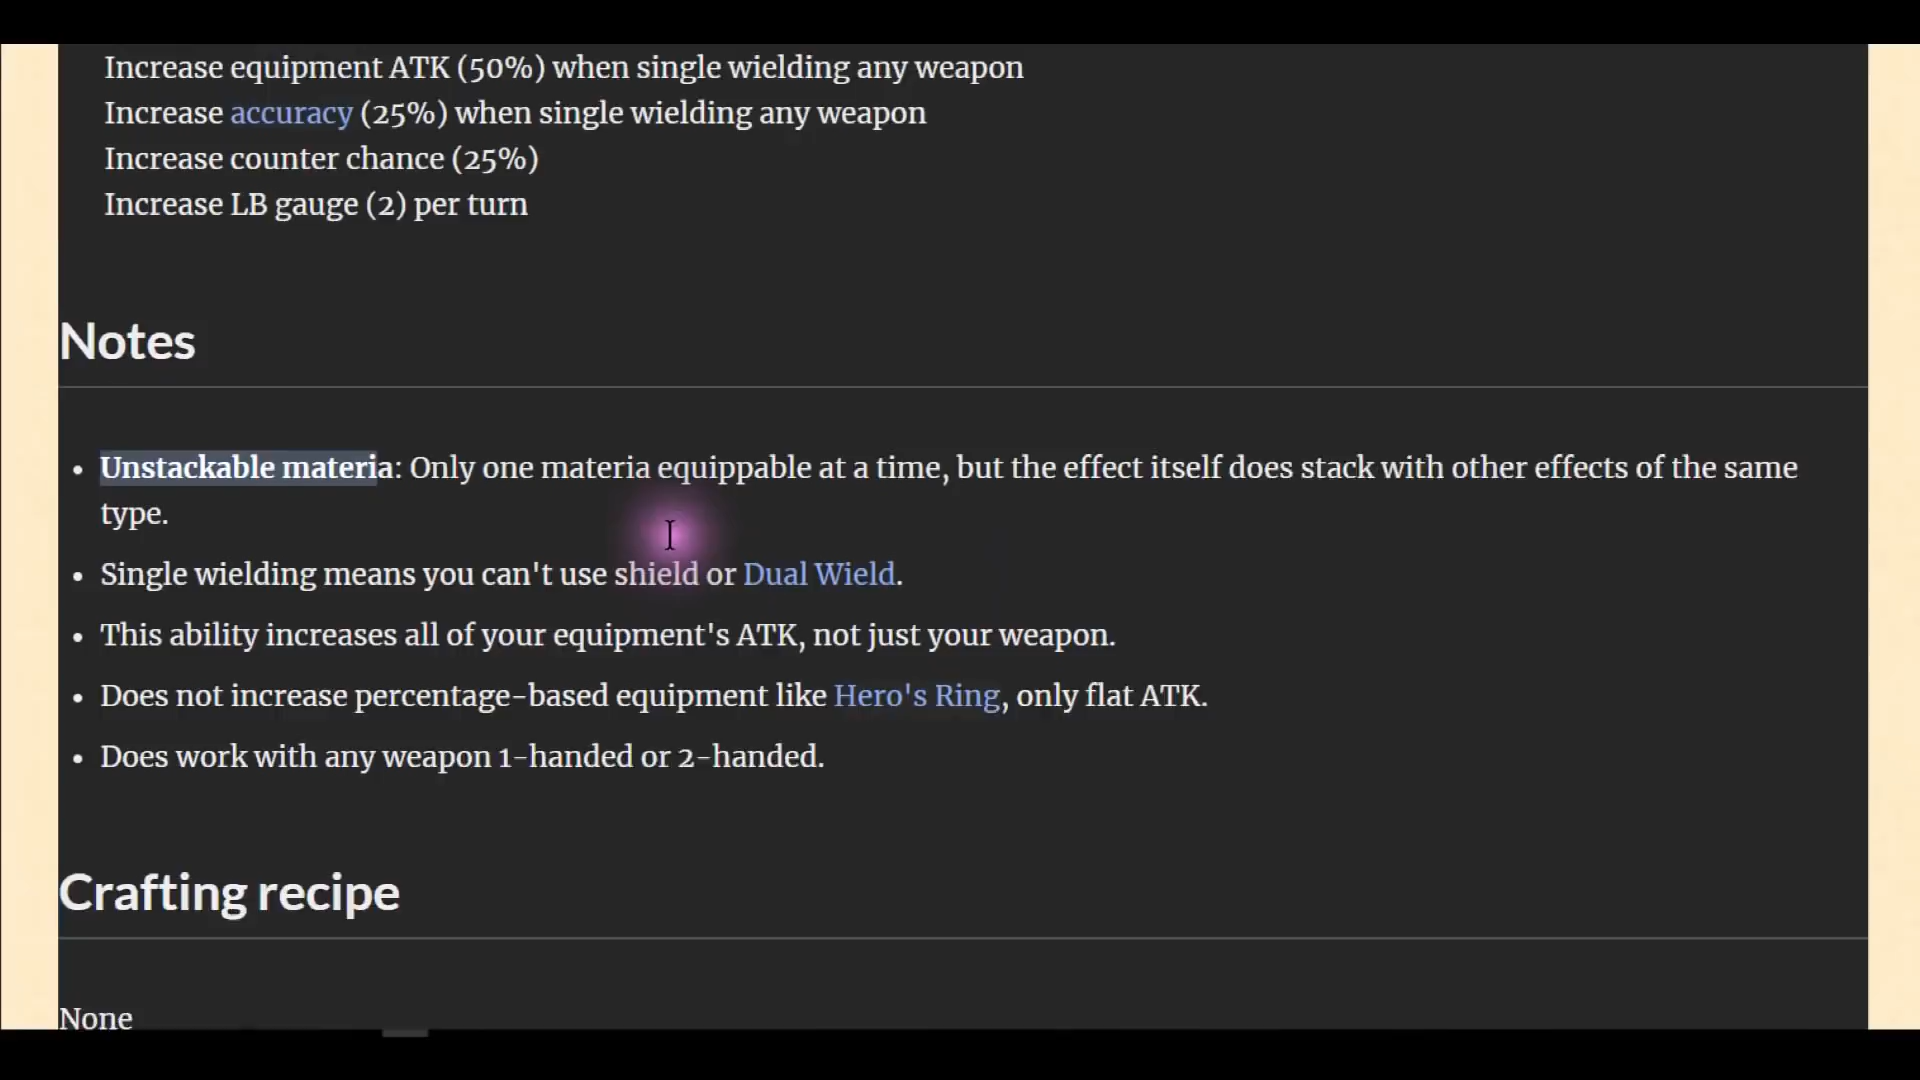 Increase equipment ATK (50%) when single wielding any weapon
Increase accuracy (25%) when single wielding any weapon
Increase counter chance (25%)
Increase LB gauge (2) per turn
Notes
• Unstackable materia: Only one materia equippable at a time, but the effect itself does stack with other effects of the same
type.
• Single wielding means you can't use shield or Dual Wield.
• This ability increases all of your equipment's ATK, not just your weapon.
• Does not increase percentage-based equipment like Hero's Ring, only flat ATK.
• Does work with any weapon 1-handed or 2-handed.
Crafting recipe
None